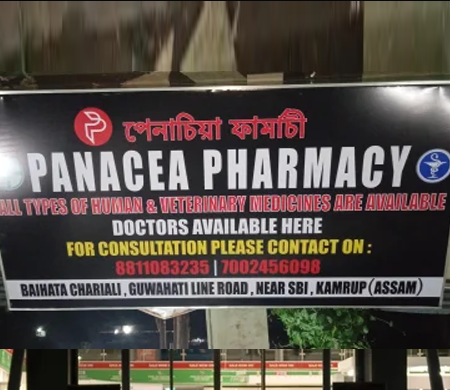 পেনাচিয়া ফার্মাচী
PANACEA PHARMACY
ALL TYPES OF HUMAN & VETERINARY MEDICINES ARE AVAILABLE
DOCTORS AVAILABLE HERE
FOR CONSULTATION PLEASE CONTACT ON :
8811083235 | 7002456098
BAIHATA CHARIALI , GUWAHATI LINE ROAD , NEAR SBI , KAMRUP (ASSAM)